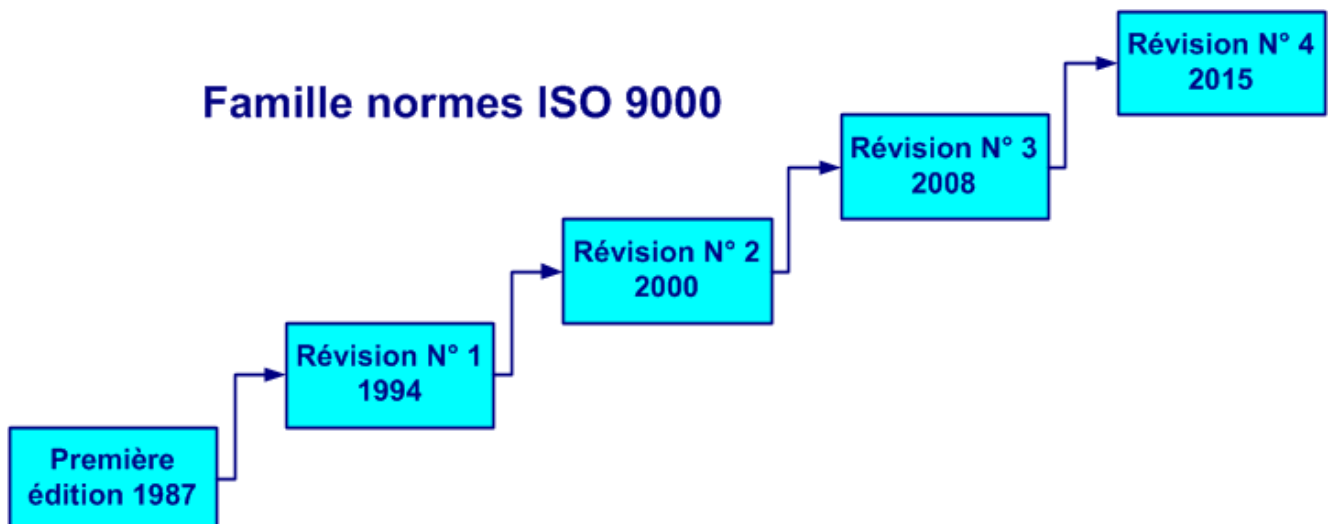 Famille normes ISO 9000
Première
édition 1987
Révision N° 1
1994
Révision N° 2
2000
Révision N° 3
2008
Révision N° 4
2015